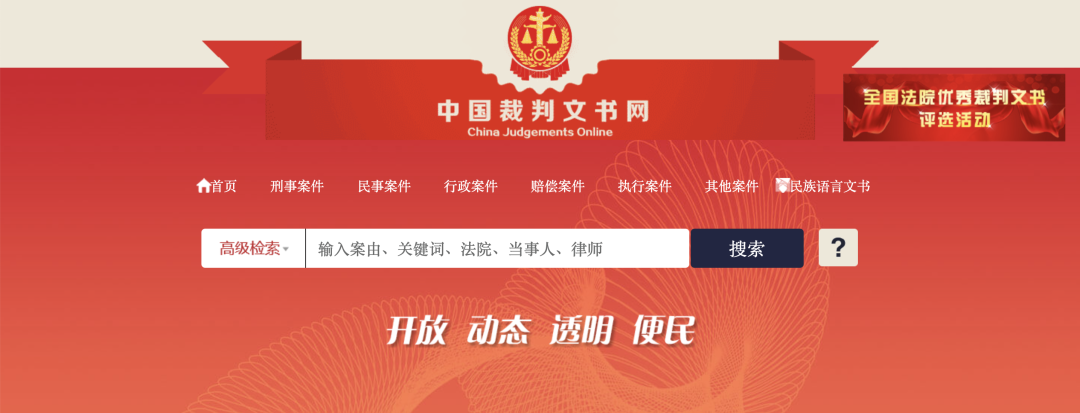 中国裁判文书网
China Judgements Online
全国法院优秀裁判文书
评选活动
首页 刑事案件 民事案件 行政案件 赔偿案件 执行案件 其他案件 民族语言文书
高级检索 输入案由、关键词、法院、当事人、律师 搜索 ?
开放 动态 透明 便民